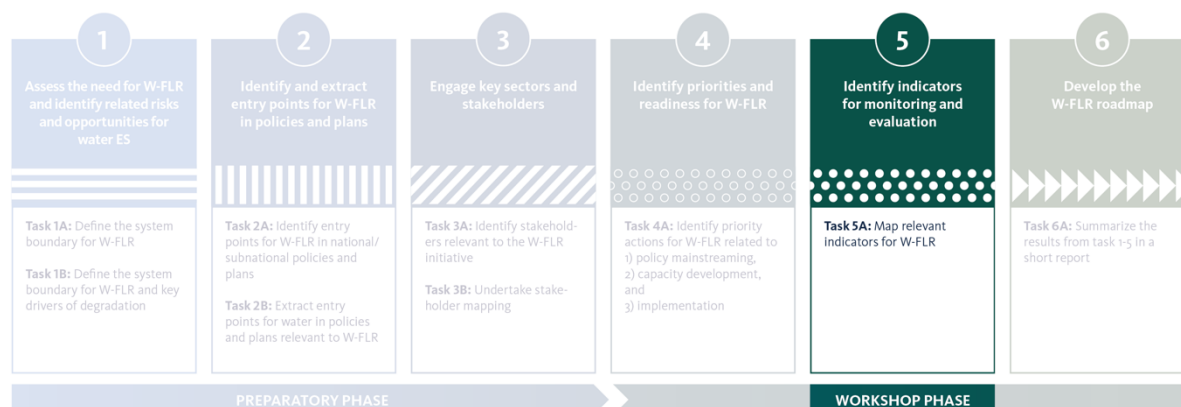 1
Assess the need for W-FLR
and identify related risks
and opportunities for
water ES
Task 1A: Define the system
boundary for W-FLR
Task 1B: Define the system
boundary for W-FLR and key
drivers of degradation
2
Identify and extract
entry points for W-FLR
in policies and plans
Task 2A: Identify entry
points for W-FLR in national/
subnational policies and
plans
Task 2B: Extract entry
points for water in policies
and plans relevant to W-FLR
3
Engage key sectors and
stakeholders
Task 3A: Identify stakehold-
ers relevant to the W-FLR
initiative
Task 3B: Undertake stake-
holder mapping
4
Identify priorities and
readiness for W-FLR
Task 4A: Identify priority
actions for W-FLR related to
1) policy mainstreaming,
2) capacity development,
and
3) implementation
5
Identify indicators
for monitoring and
evaluation
Task 5A: Map relevant
indicators for W-FLR
6
Develop the
W-FLR roadmap
Task 6A: Summarize the
results from task 1-5 in a
short report
PREPARATORY PHASE
WORKSHOP PHASE